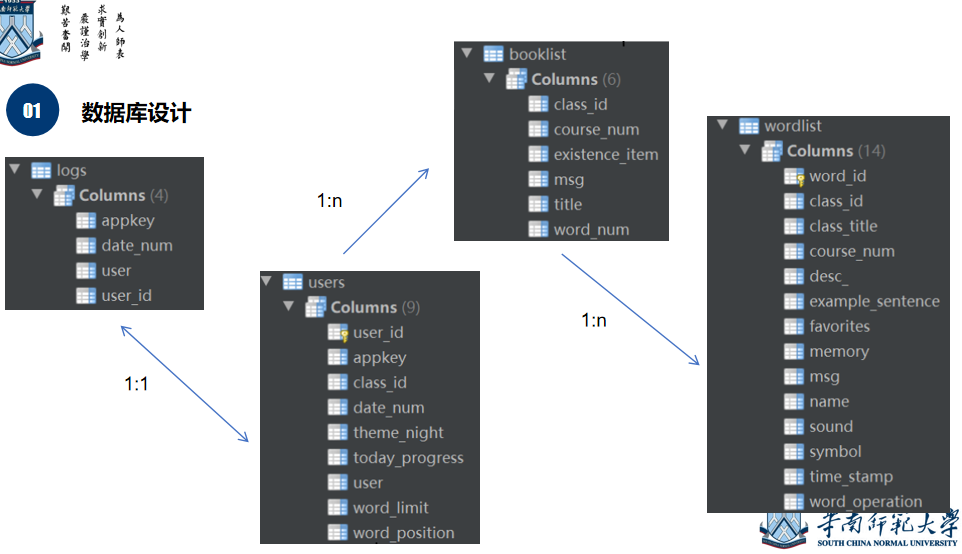 為人師表
求實創新
嚴謹治學
艱苦奮鬥
01
数据库设计
logs
Columns (4)
appkey
date_num
user
user_id
1:1
users
Columns (9)
user_id
appkey
class_id
date_num
theme_night
today_progress
user
word_limit
word_position
1:n
booklist
Columns (6)
class_id
course_num
existence_item
msg
title
word_num
1:n
wordlist
Columns (14)
word_id
class_id
class_title
course_num
desc_
example_sentence
favorites
memory
msg
name
sound
symbol
time_stamp
word_operation
華南師範大學
SOUTH CHINA NORMAL UNIVERSITY